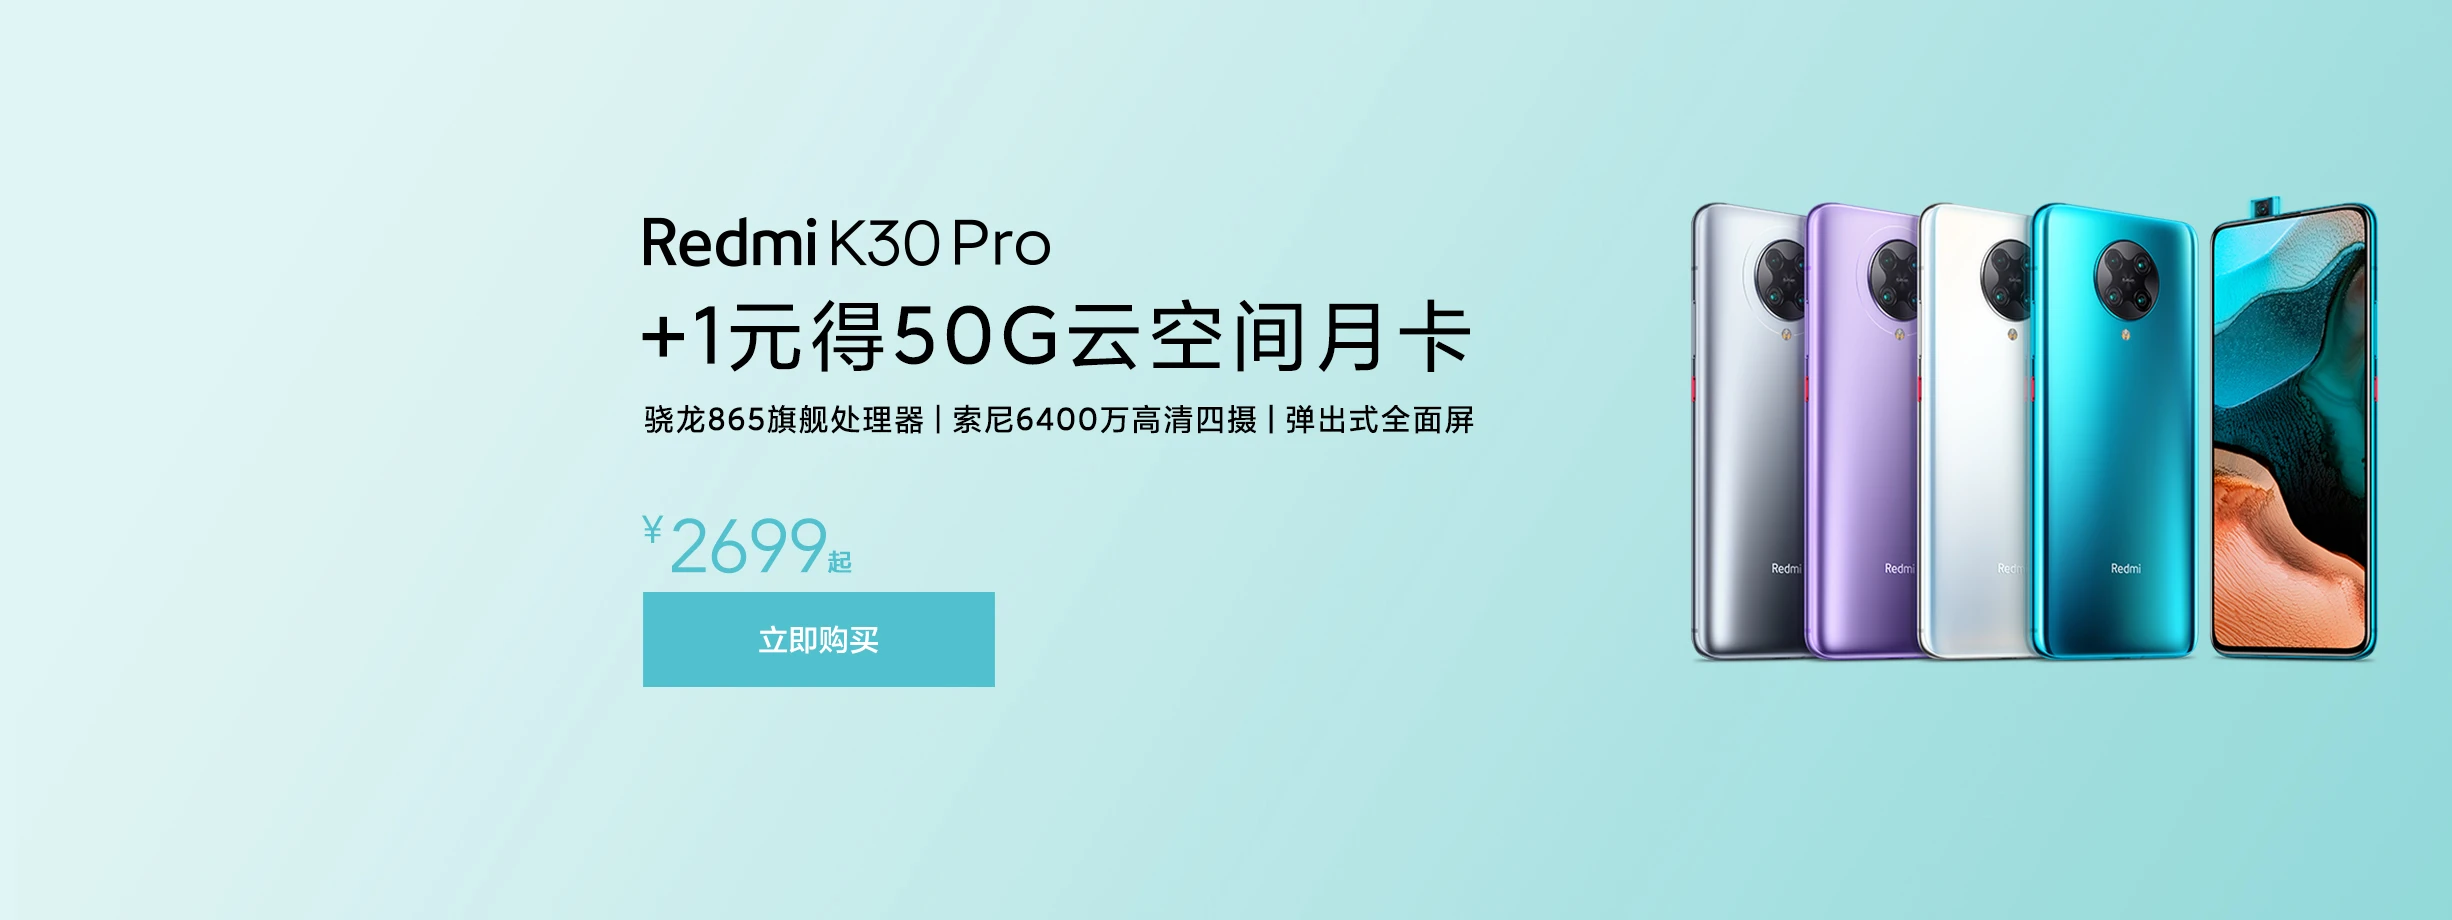 Redmi K30 Pro
+1元得50G云空间月卡
骁龙865旗舰处理器 | 索尼6400万高清四摄 | 弹出式全面屏
¥2699起
立即购买
Redmi
Redmi
Redmi
Redmi